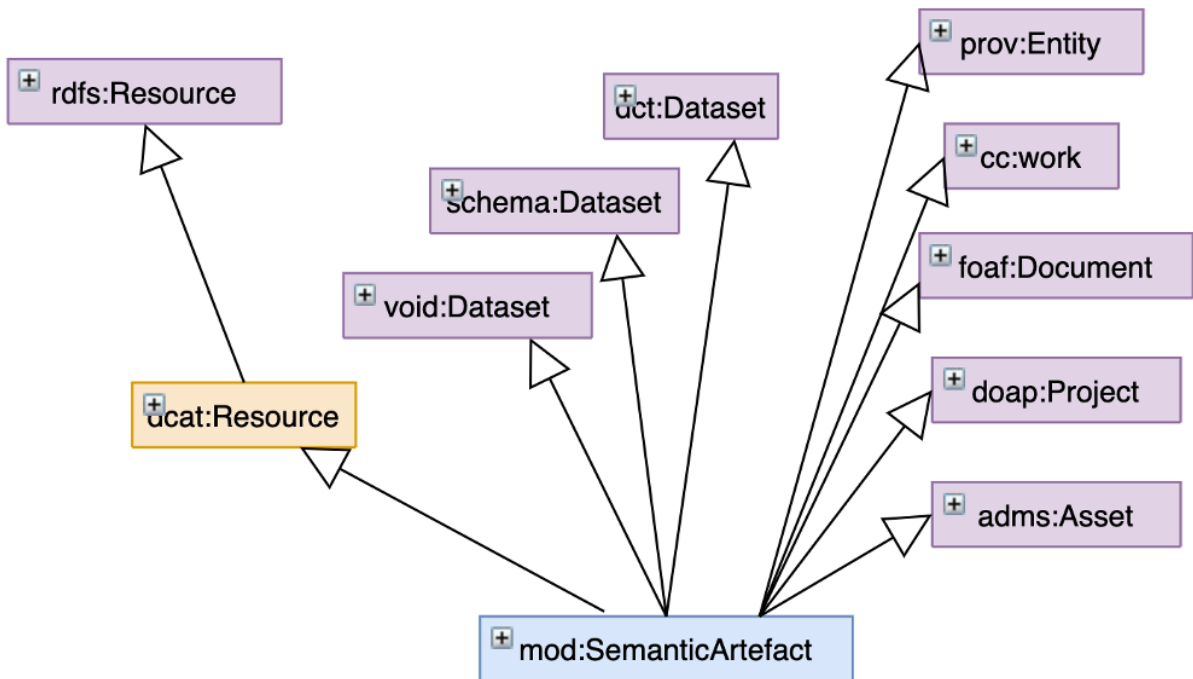 prov:Entity
rdfs:Resource
dct:Dataset
cc:work
schema:Dataset
foaf:Document
void:Dataset
doap:Project
dcat:Resource
adms:Asset
mod:SemanticArtefact